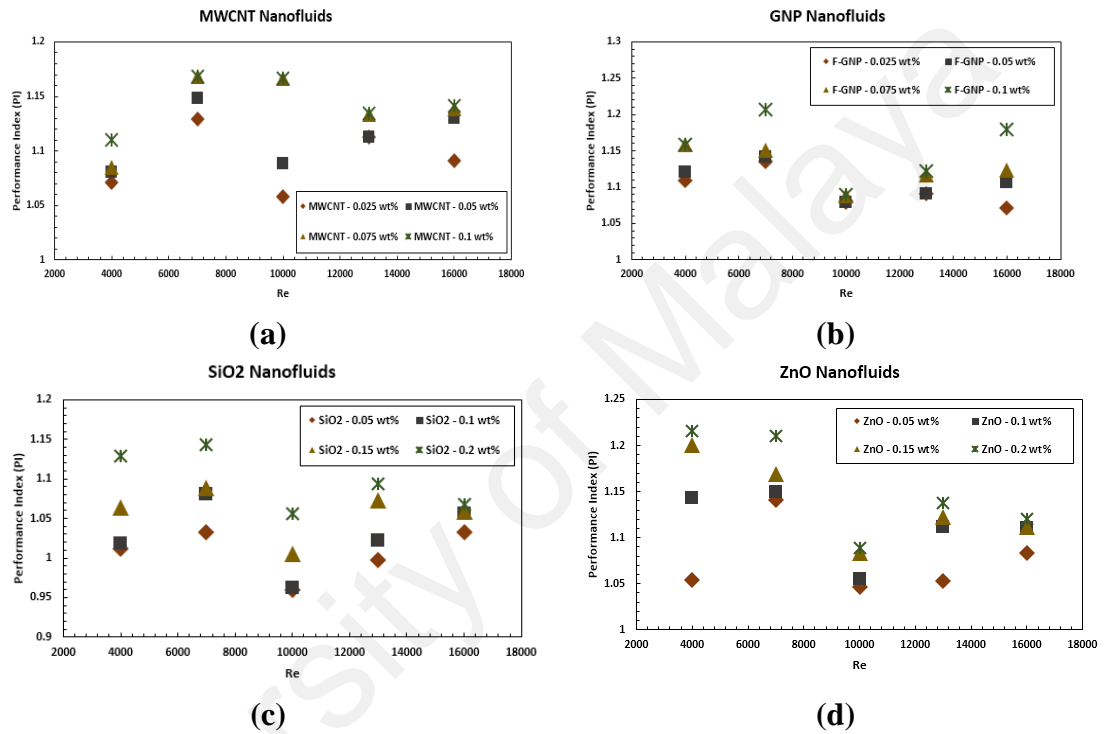 MWCNT Nanofluids
1.2
1.15
1.1
1.05
1
Performance Index (PI)
2000 4000 6000 8000 10000 12000 14000 16000 18000
Re
MWCNT - 0.025 wt% MWCNT - 0.05 wt%
MWCNT - 0.075 wt% MWCNT - 0.1 wt%
(a)
GNP Nanofluids
1.3
1.25
1.2
1.15
1.1
1.05
1
Performance Index (PI)
2000 4000 6000 8000 10000 12000 14000 16000 18000
Re
F-GNP - 0.025 wt% F-GNP - 0.05 wt%
F-GNP - 0.075 wt% F-GNP - 0.1 wt%
(b)
SiO2 Nanofluids
1.2
1.15
1.1
1.05
1
0.95
0.9
Performance Index (PI)
2000 4000 6000 8000 10000 12000 14000 16000 18000
Re
SiO2 - 0.05 wt% SiO2 - 0.1 wt%
SiO2 - 0.15 wt% SiO2 - 0.2 wt%
(c)
ZnO Nanofluids
1.25
1.2
1.15
1.1
1.05
1
Performance Index (PI)
2000 4000 6000 8000 10000 12000 14000 16000 18000
Re
ZnO - 0.05 wt% ZnO - 0.1 wt%
ZnO - 0.15 wt% ZnO - 0.2 wt%
(d)
rsity of Malaya